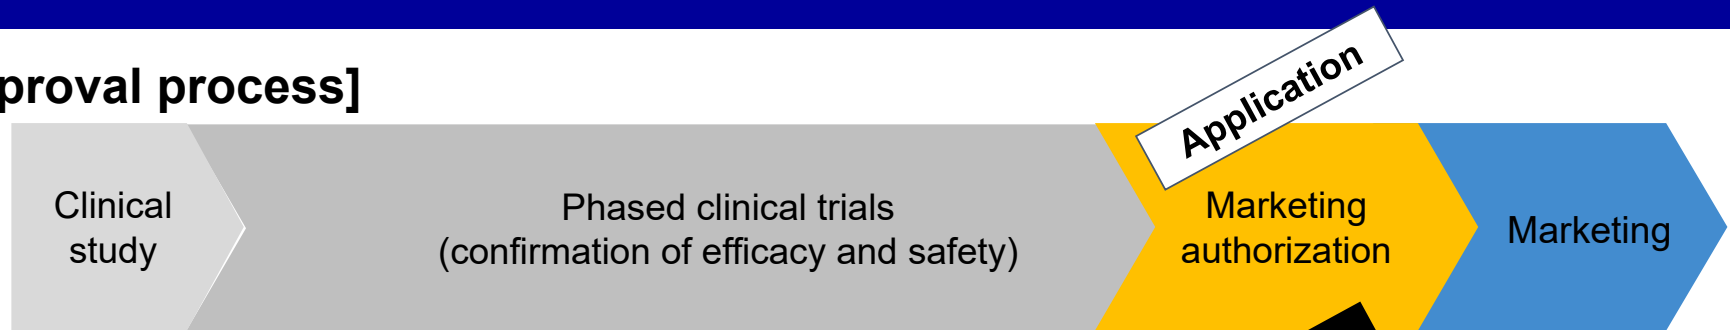 proval process]
Application
Clinical
study
Phased clinical trials
(confirmation of efficacy and safety)
Marketing
authorization
Marketing